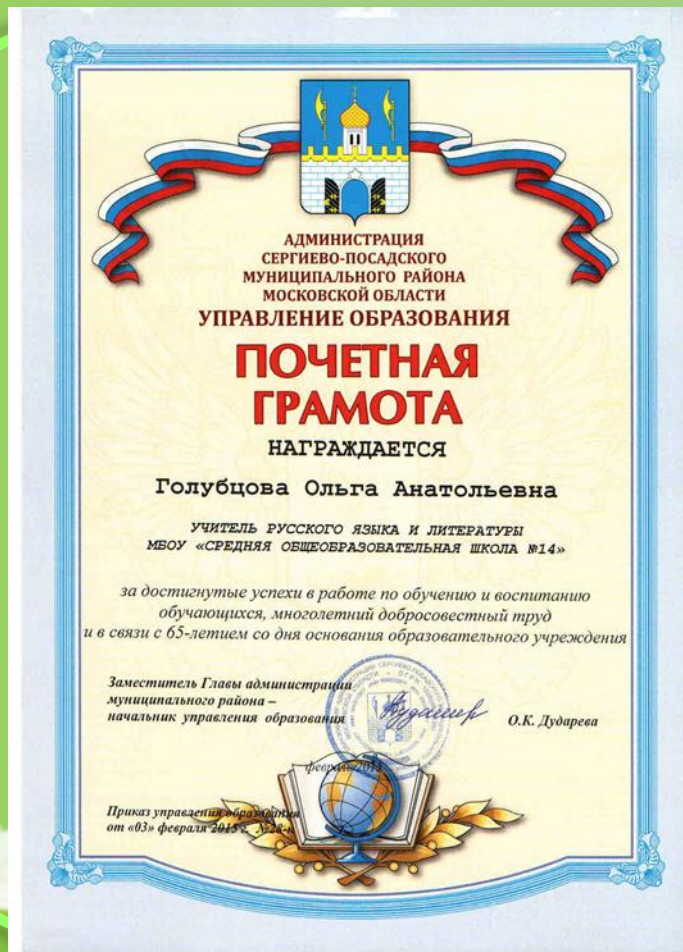 АДМИНИСТРАЦИЯ
СЕРГИЕВО-ПОСАДСКОГО
МУНИЦИПАЛЬНОГО РАЙОНА
МОСКОВСКОЙ ОБЛАСТИ
УПРАВЛЕНИЕ ОБРАЗОВАНИЯ
ПОЧЕТНАЯ
ГРАМОТА
НАГРАЖДАЕТСЯ
Голубцова Ольга Анатольевна
УЧИТЕЛЬ РУССКОГО ЯЗЫКА И ЛИТЕРАТУРЫ
МБОУ «СРЕДНЯЯ ОБЩЕОБРАЗОВАТЕЛЬНАЯ ШКОЛА №14»
за достигнутые успехи в работе по обучению и воспитанию
обучающихся, многолетний добросовестный труд
и в связи с 65-летием со дня основания образовательного учреждения
Заместитель Главы администрации
муниципального района –
начальник управления образования
О.К. Дударева
февраль
Приказ управления образования
от «03» февраля 2015 г.